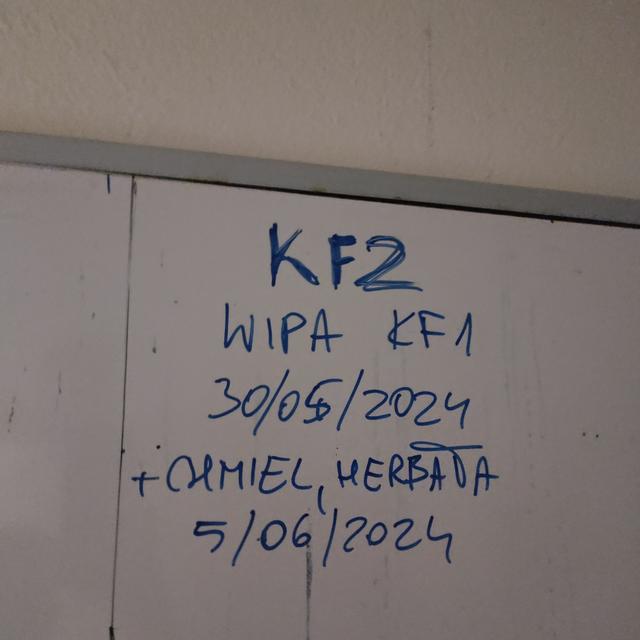 KF2
WIPA KF1
30/05/2024
+ CHMIEL, HERBATA
5/06/2024